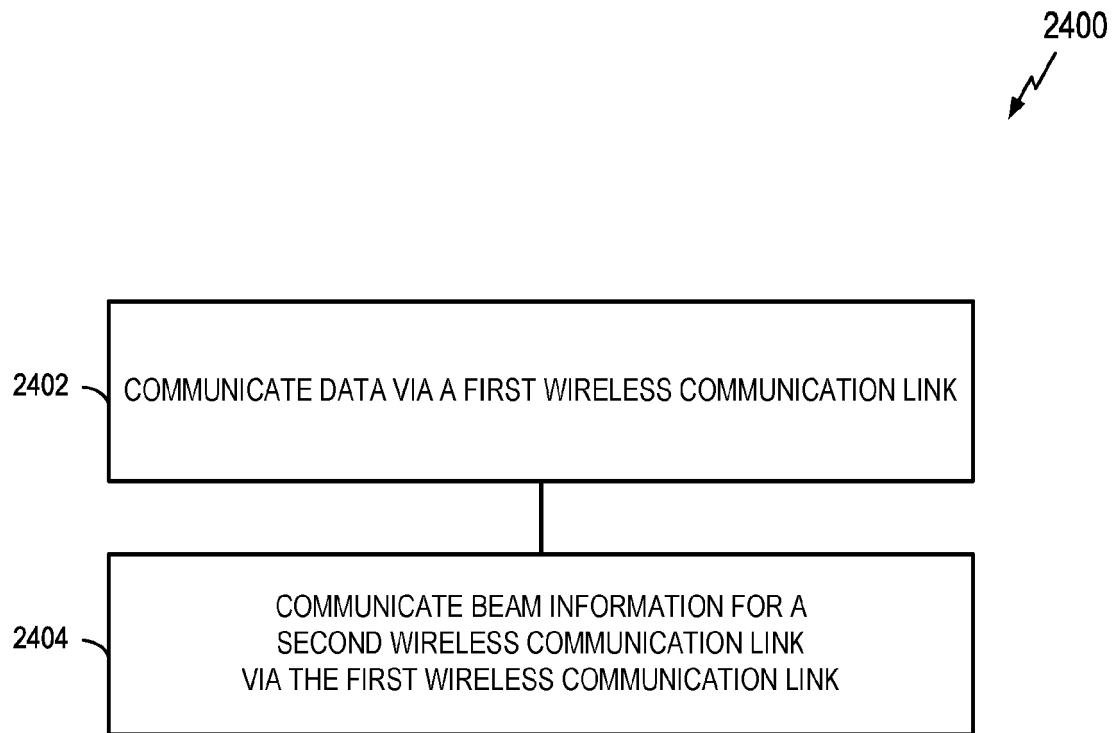 2400
2402
COMMUNICATE DATA VIA A FIRST WIRELESS COMMUNICATION LINK
2404
COMMUNICATE BEAM INFORMATION FOR A
SECOND WIRELESS COMMUNICATION LINK
VIA THE FIRST WIRELESS COMMUNICATION LINK